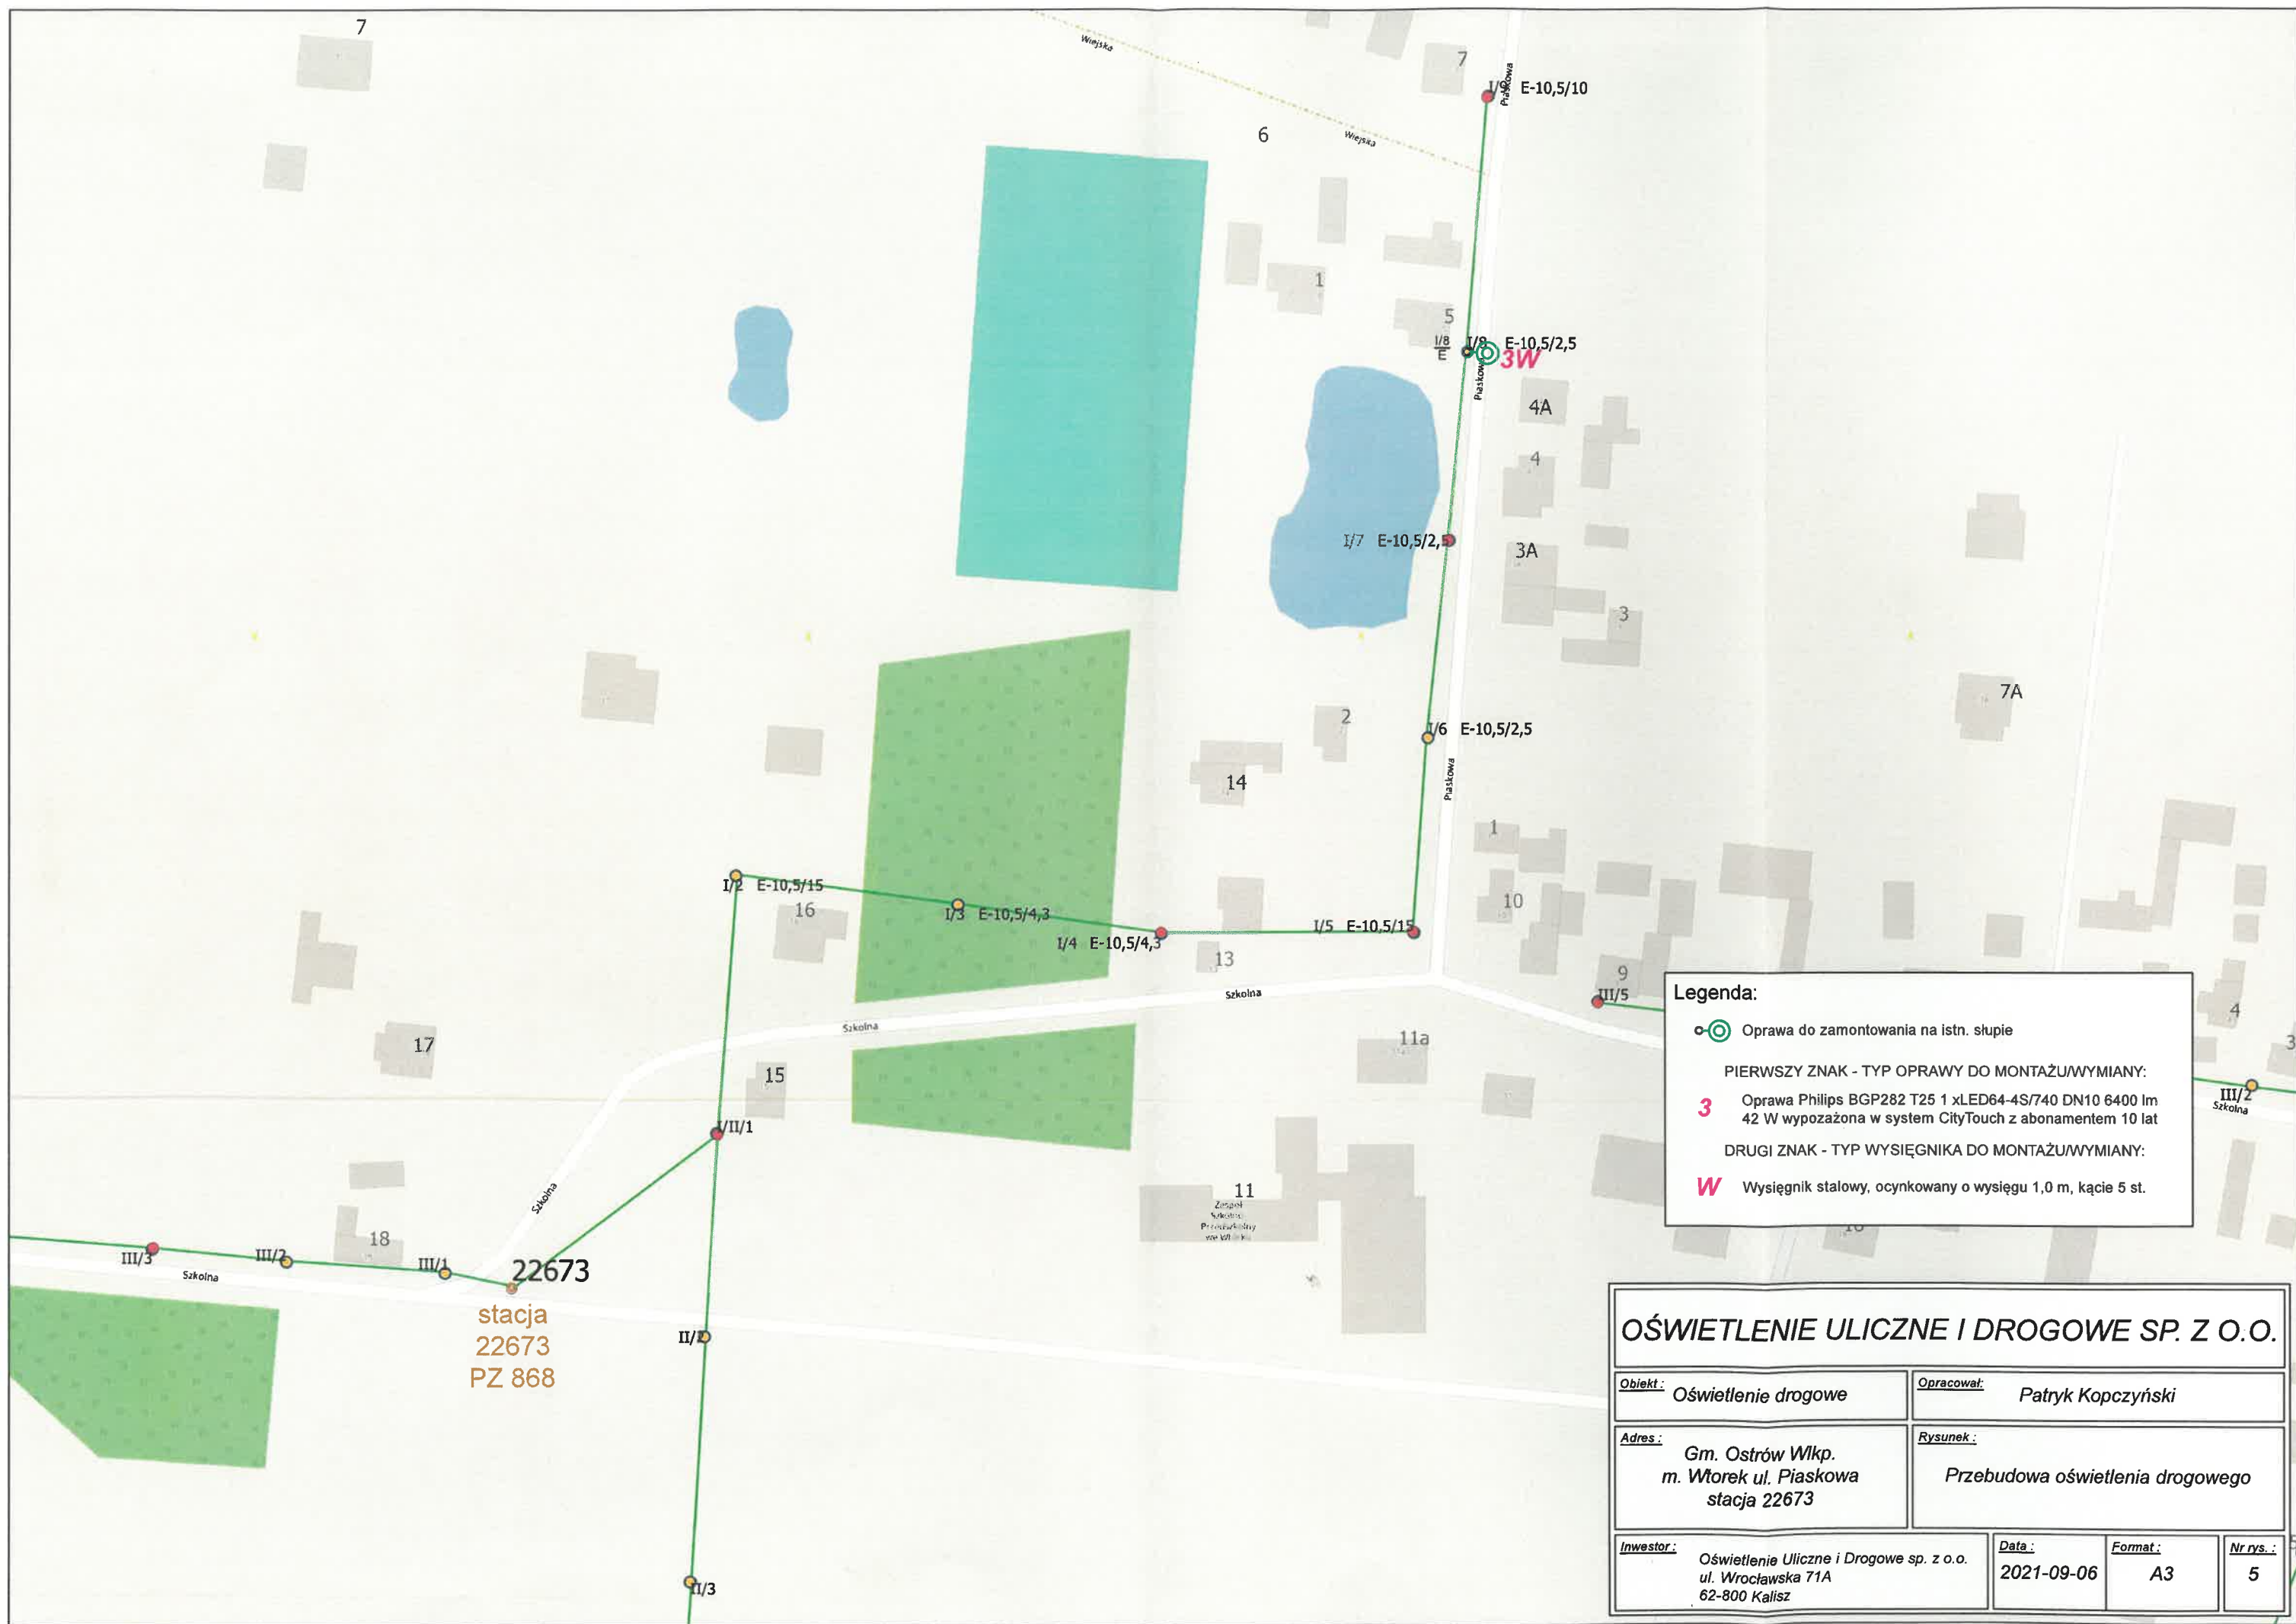 7
Wiejska
7
I/9 E-10,5/10
Piaskowa
6
Wiejska
1
5
I/8
E
I/8 E-10,5/2,5
3W
Piaskowa
4A
4
I/7 E-10,5/2,5
3A
3
7A
2
I/6 E-10,5/2,5
14
Piaskowa
1
I/2 E-10,5/15
16
I/3 E-10,5/4,3
I/4 E-10,5/4,3
I/5 E-10,5/15
10
13
9
Szkolna
III/5
Szkolna
17
11a
15
4
3
III/2
Szkolna
I/II/1
Szkolna
11
Zespół
Szkolno
Przedszkolny
we Wtorku
18
III/3
III/2
III/1
Szkolna
22673
stacja
22673
PZ 868
II/2
II/3
Legenda:
Oprawa do zamontowania na istn. słupie
PIERWSZY ZNAK - TYP OPRAWY DO MONTAŻU/WYMIANY:
3 Oprawa Philips BGP282 T25 1 xLED64-4S/740 DN10 6400 lm
42 W wypozażona w system CityTouch z abonamentem 10 lat
DRUGI ZNAK - TYP WYSIĘGNIKA DO MONTAŻU/WYMIANY:
W Wysięgnik stalowy, ocynkowany o wysięgu 1,0 m, kącie 5 st.
OŚWIETLENIE ULICZNE I DROGOWE SP. Z O.O.
Obiekt : Oświetlenie drogowe
Opracował: Patryk Kopczyński
Adres :
Gm. Ostrów Wlkp.
m. Wtorek ul. Piaskowa
stacja 22673
Rysunek :
Przebudowa oświetlenia drogowego
Inwestor :
Oświetlenie Uliczne i Drogowe sp. z o.o.
ul. Wrocławska 71A
62-800 Kalisz
Data :
2021-09-06
Format :
A3
Nr rys. :
5